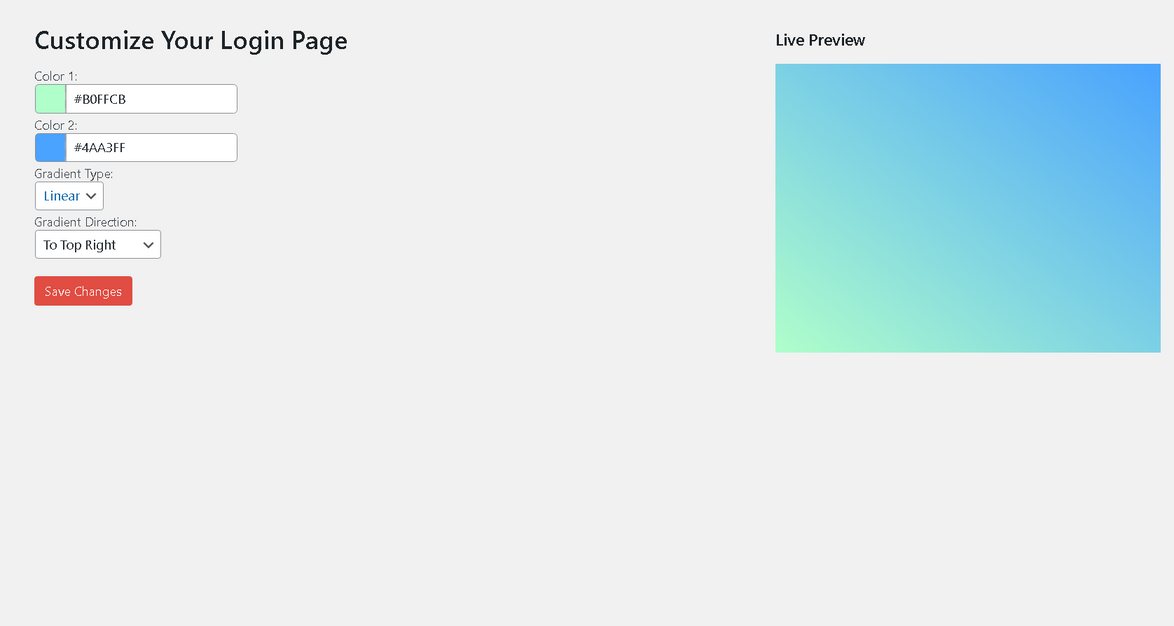 Customize Your Login Page
Color 1:
#B0FFCB
Color 2:
#4AA3FF
Gradient Type:
Linear
Gradient Direction:
To Top Right
Save Changes
Live Preview